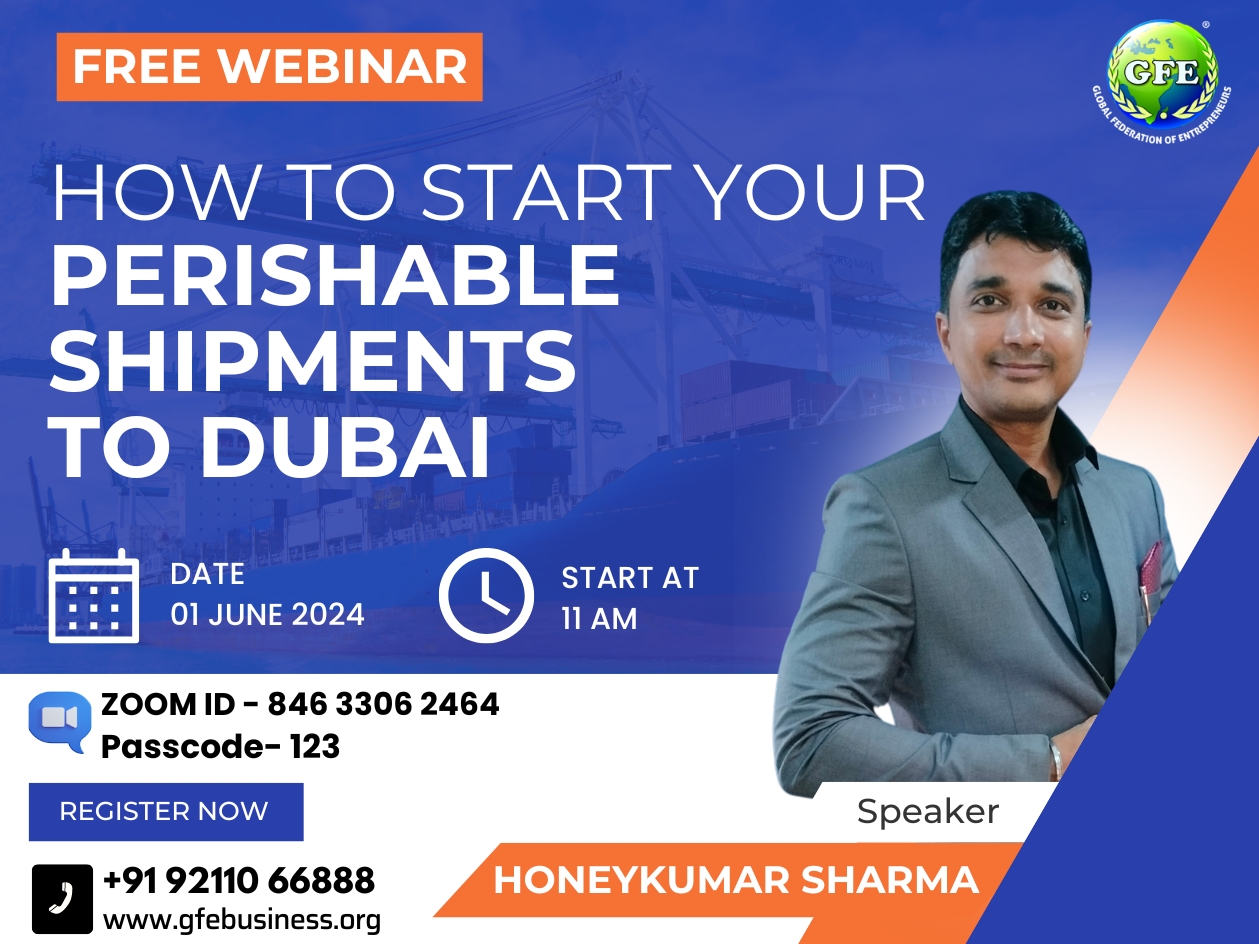 FREE WEBINAR
GFE
®
GLOBAL FEDERATION OF ENTREPRENEURS
HOW TO START YOUR
PERISHABLE
SHIPMENTS
TO DUBAI
DATE
01 JUNE 2024
START AT
11 AM
ZOOM ID - 846 3306 2464
Passcode- 123
REGISTER NOW
+91 92110 66888
www.gfebusiness.org
Speaker
HONEYKUMAR SHARMA